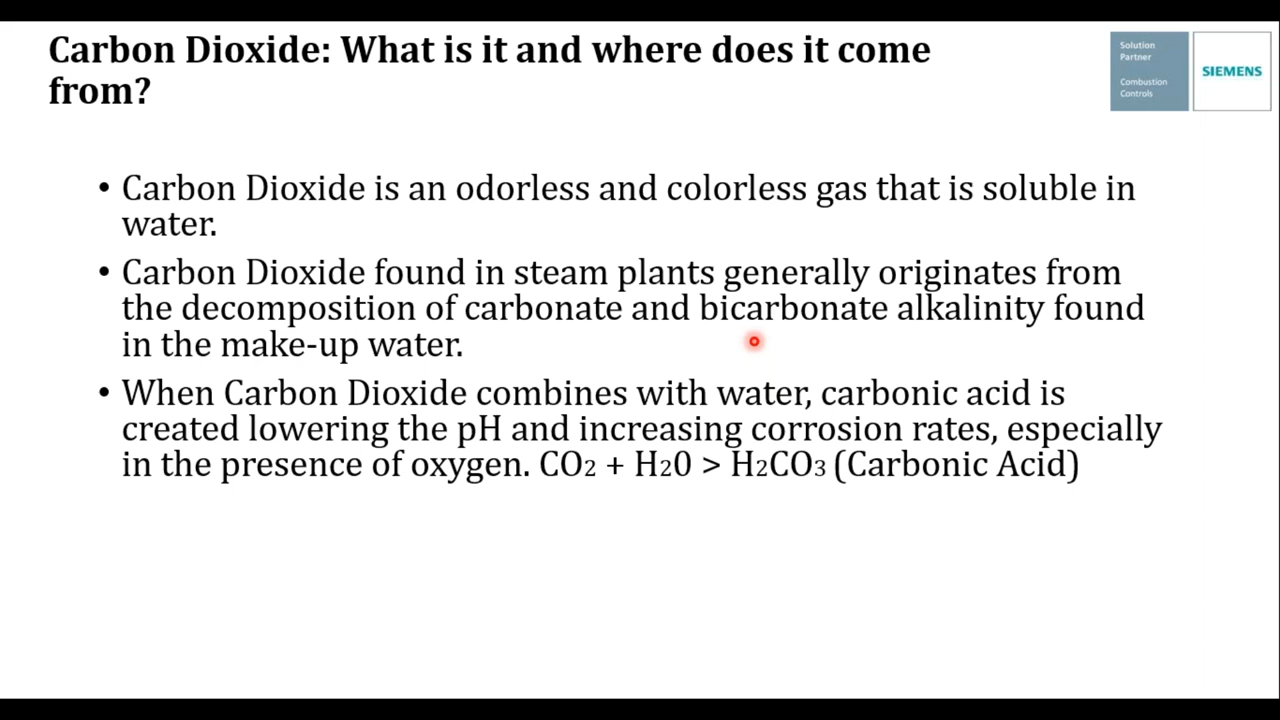 Carbon Dioxide: What is it and where does it come
from?
Solution
Partner
Combustion
Controls
SIEMENS
• Carbon Dioxide is an odorless and colorless gas that is soluble in
water.
• Carbon Dioxide found in steam plants generally originates from
the decomposition of carbonate and bicarbonate alkalinity found
in the make-up water.
• When Carbon Dioxide combines with water, carbonic acid is
created lowering the pH and increasing corrosion rates, especially
in the presence of oxygen. CO2 + H20 > H2CO3 (Carbonic Acid)